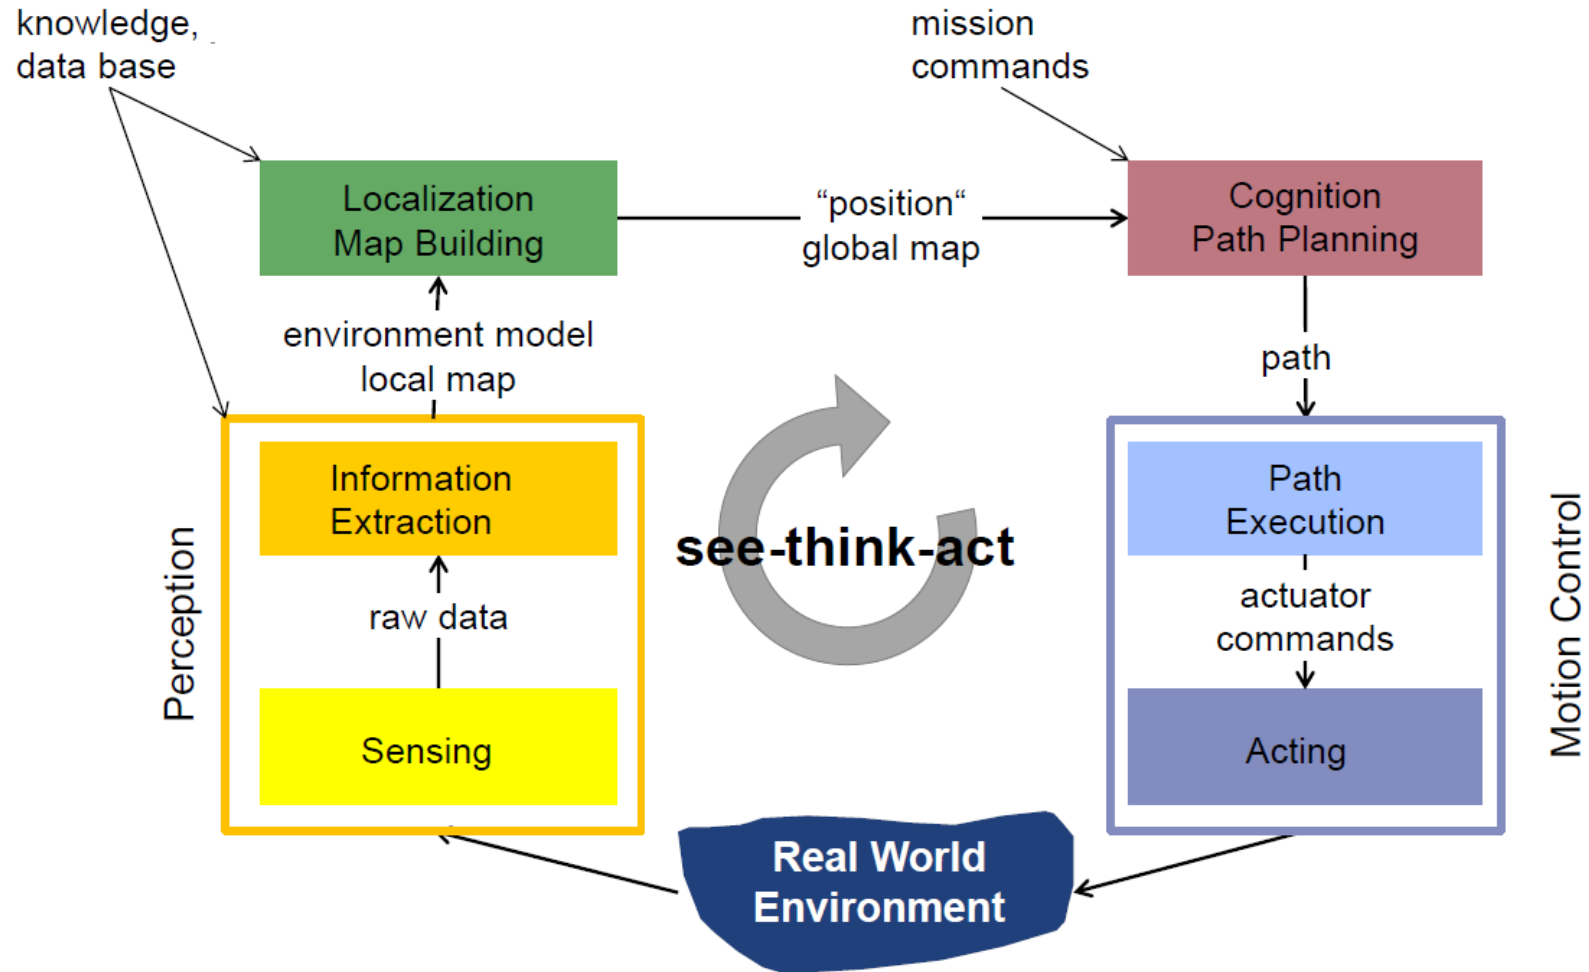 knowledge,
data base
mission
commands
Localization
Map Building
“position“
global map
Cognition
Path Planning
environment model
local map
path
Information
Extraction
Path
Execution
see-think-act
Perception
raw data
actuator
commands
Motion Control
Sensing
Acting
Real World
Environment